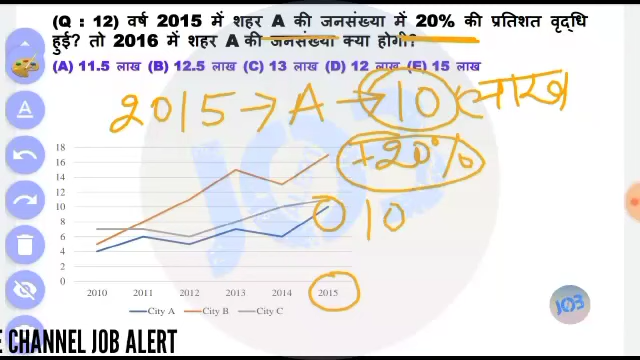 (Q : 12) वर्ष 2015 में शहर A की जनसंख्या में 20% की प्रतिशत वृद्धि
हुई? तो 2016 में शहर A की जनसंख्या क्या होगी?
(A) 11.5 लाख (B) 12.5 लाख (C) 13 लाख (D) 12 लाख (E) 15 लाख
2015 → A → 10 लाख
+20%
10
18
16
14
12
10
8
6
4
2
0
2010 2011 2012 2013 2014 2015
City A City B City C
JOB
CHANNEL JOB ALERT